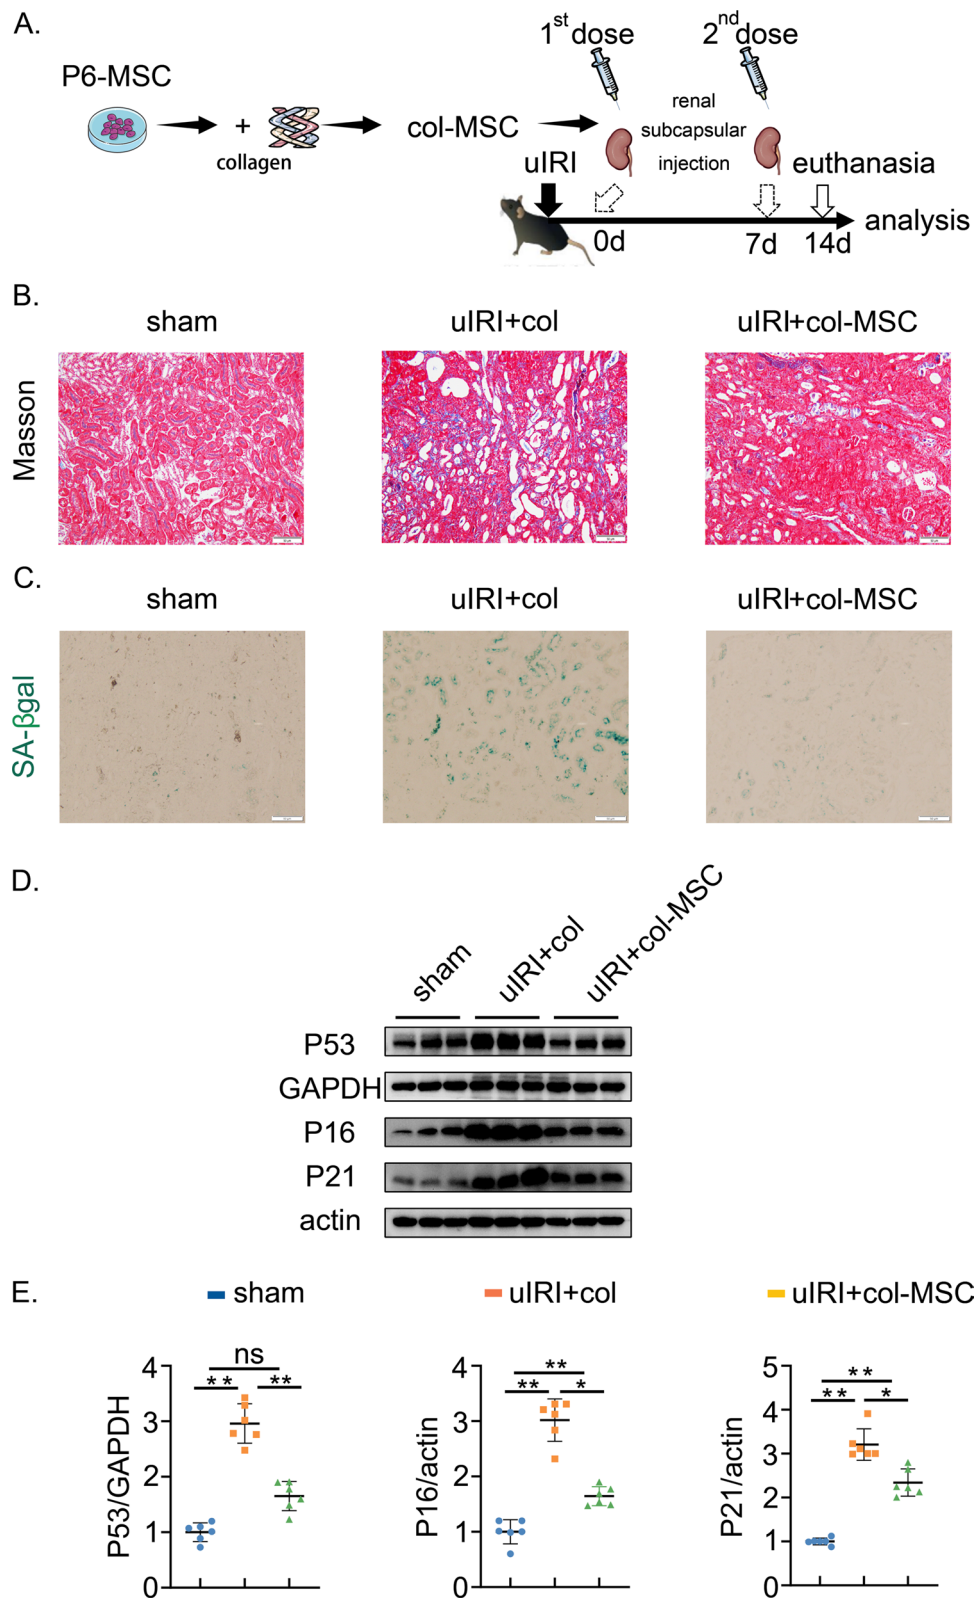 A.
P6-MSC
+
collagen
col-MSC
1st dose
2nd dose
renal
subcapsular
injection
uIRI
euthanasia
0d
7d
14d
analysis
B.
sham
uIRI+col
uIRI+col-MSC
Masson
C.
sham
uIRI+col
uIRI+col-MSC
SA-βgal
D.
sham
uIRI+col
uIRI+col-MSC
P53
GAPDH
P16
P21
actin
E.
sham
uIRI+col
uIRI+col-MSC
P53/GAPDH
4
3
2
1
0
ns
**
**
P16/actin
4
3
2
1
0
**
**
*
P21/actin
5
4
3
2
1
0
**
**
*